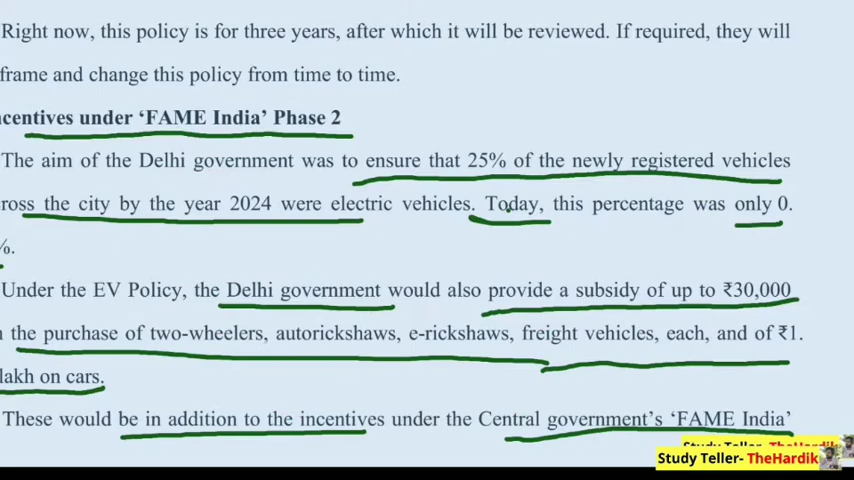 Right now, this policy is for three years, after which it will be reviewed. If required, they will
frame and change this policy from time to time.
ncentives under ‘FAME India’ Phase 2
The aim of the Delhi government was to ensure that 25% of the newly registered vehicles
ross the city by the year 2024 were electric vehicles. Today, this percentage was only 0.
%.
Under the EV Policy, the Delhi government would also provide a subsidy of up to ₹30,000
n the purchase of two-wheelers, autorickshaws, e-rickshaws, freight vehicles, each, and of ₹1.
lakh on cars.
These would be in addition to the incentives under the Central government’s ‘FAME India’
Study Teller- TheHardik
Study Teller- TheHardik